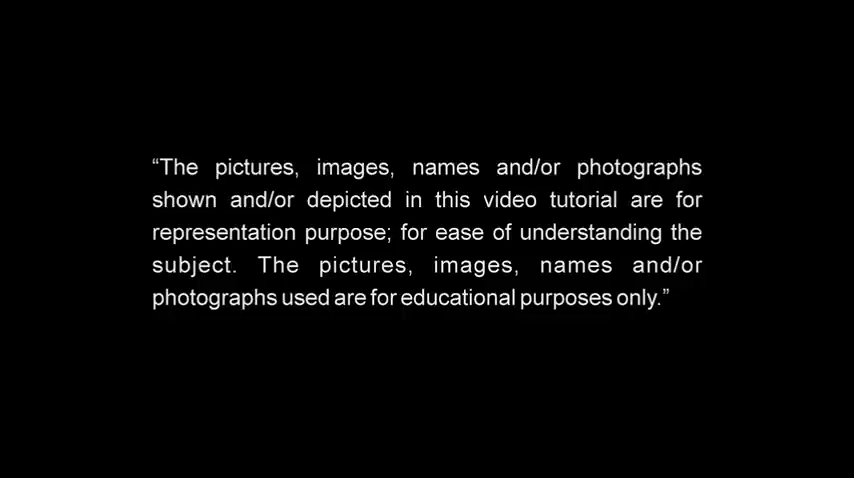 “The pictures, images, names and/or photographs
shown and/or depicted in this video tutorial are for
representation purpose; for ease of understanding the
subject. The pictures, images, names and/or
photographs used are for educational purposes only.”